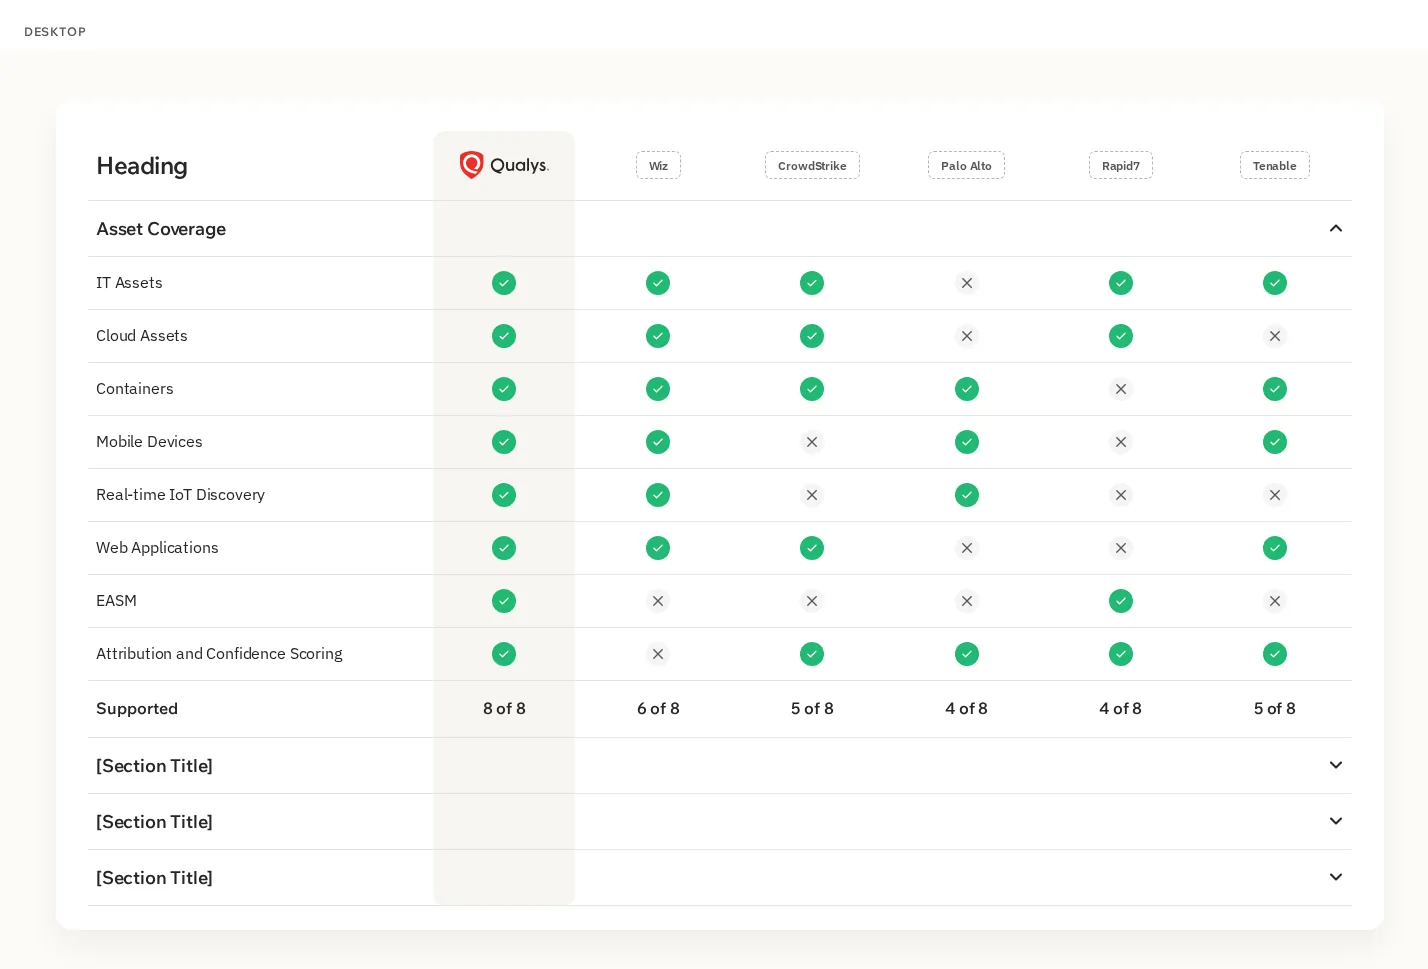 DESKTOP
Heading Qualys. Wiz CrowdStrike Palo Alto Rapid7 Tenable
Asset Coverage
IT Assets
Cloud Assets
Containers
Mobile Devices
Real-time IoT Discovery
Web Applications
EASM
Attribution and Confidence Scoring
Supported 8 of 8 6 of 8 5 of 8 4 of 8 4 of 8 5 of 8
[Section Title]
[Section Title]
[Section Title]